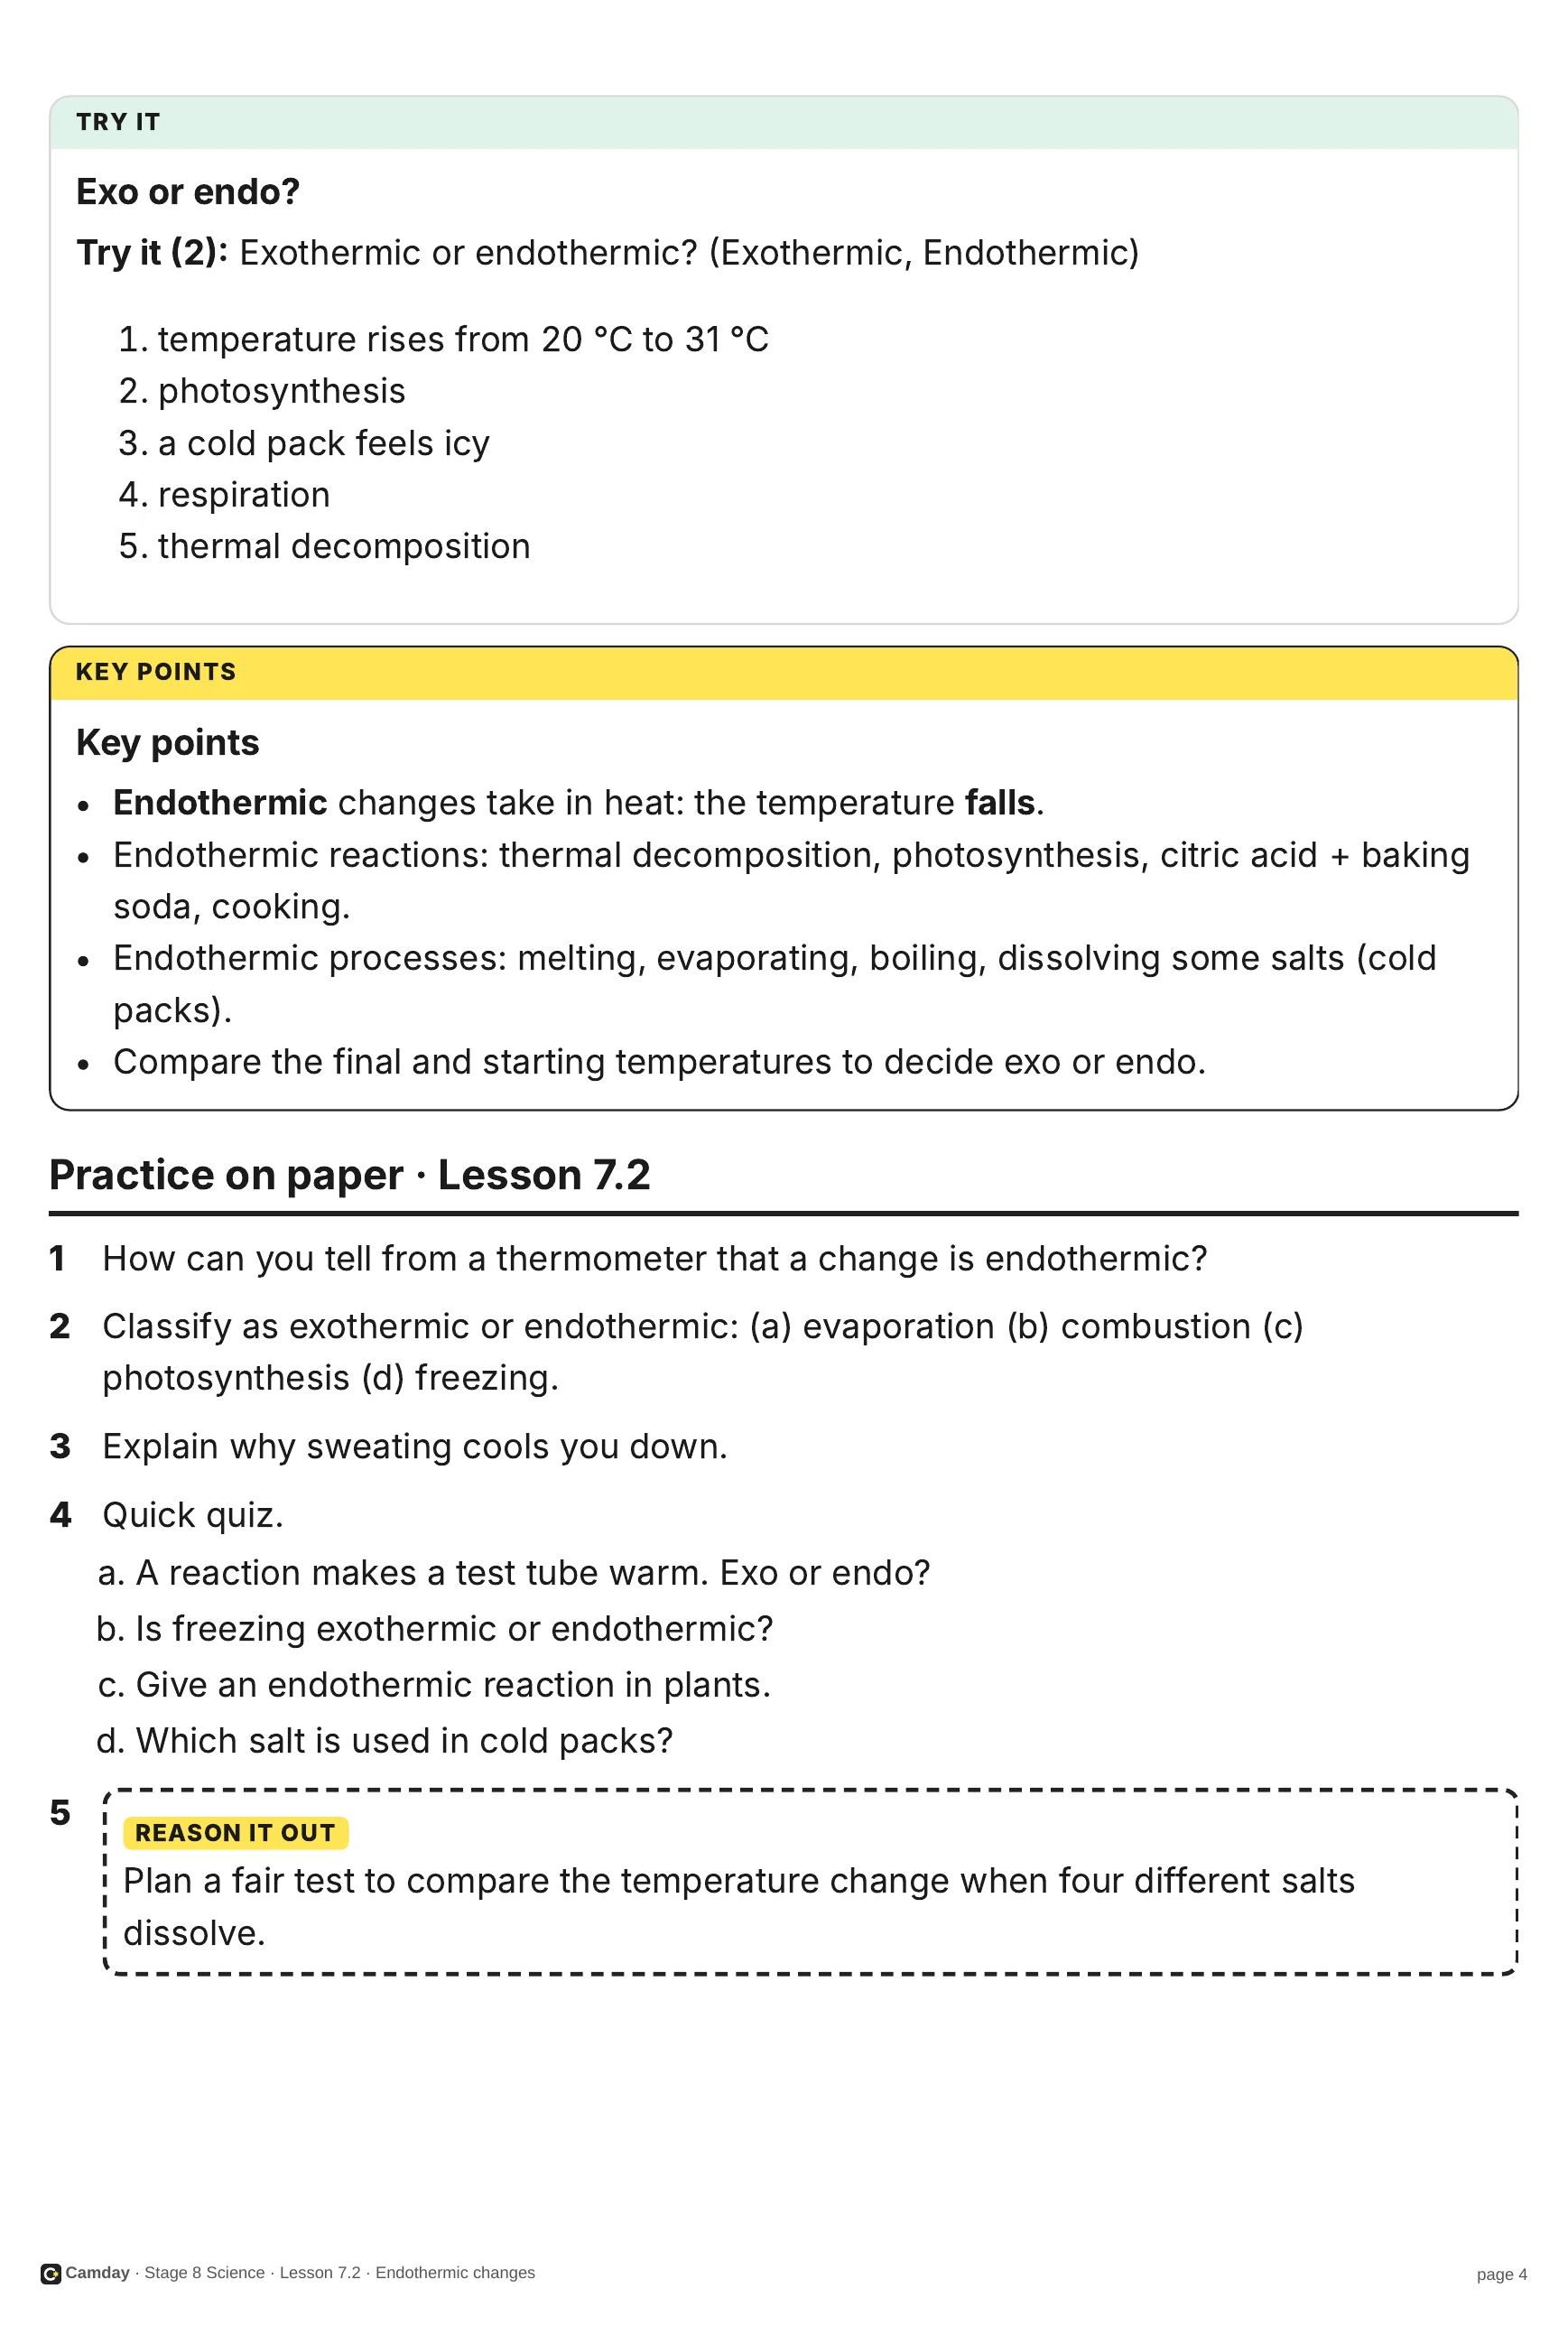 TRY IT
Exo or endo?
Try it (2): Exothermic or endothermic? (Exothermic, Endothermic)
1. temperature rises from 20 °C to 31 °C
2. photosynthesis
3. a cold pack feels icy
4. respiration
5. thermal decomposition
KEY POINTS
Key points
• Endothermic changes take in heat: the temperature falls.
• Endothermic reactions: thermal decomposition, photosynthesis, citric acid + baking
soda, cooking.
• Endothermic processes: melting, evaporating, boiling, dissolving some salts (cold
packs).
• Compare the final and starting temperatures to decide exo or endo.
Practice on paper · Lesson 7.2
1 How can you tell from a thermometer that a change is endothermic?
2 Classify as exothermic or endothermic: (a) evaporation (b) combustion (c)
photosynthesis (d) freezing.
3 Explain why sweating cools you down.
4 Quick quiz.
a. A reaction makes a test tube warm. Exo or endo?
b. Is freezing exothermic or endothermic?
c. Give an endothermic reaction in plants.
d. Which salt is used in cold packs?
5 REASON IT OUT
Plan a fair test to compare the temperature change when four different salts
dissolve.
Camday · Stage 8 Science · Lesson 7.2 · Endothermic changes page 4